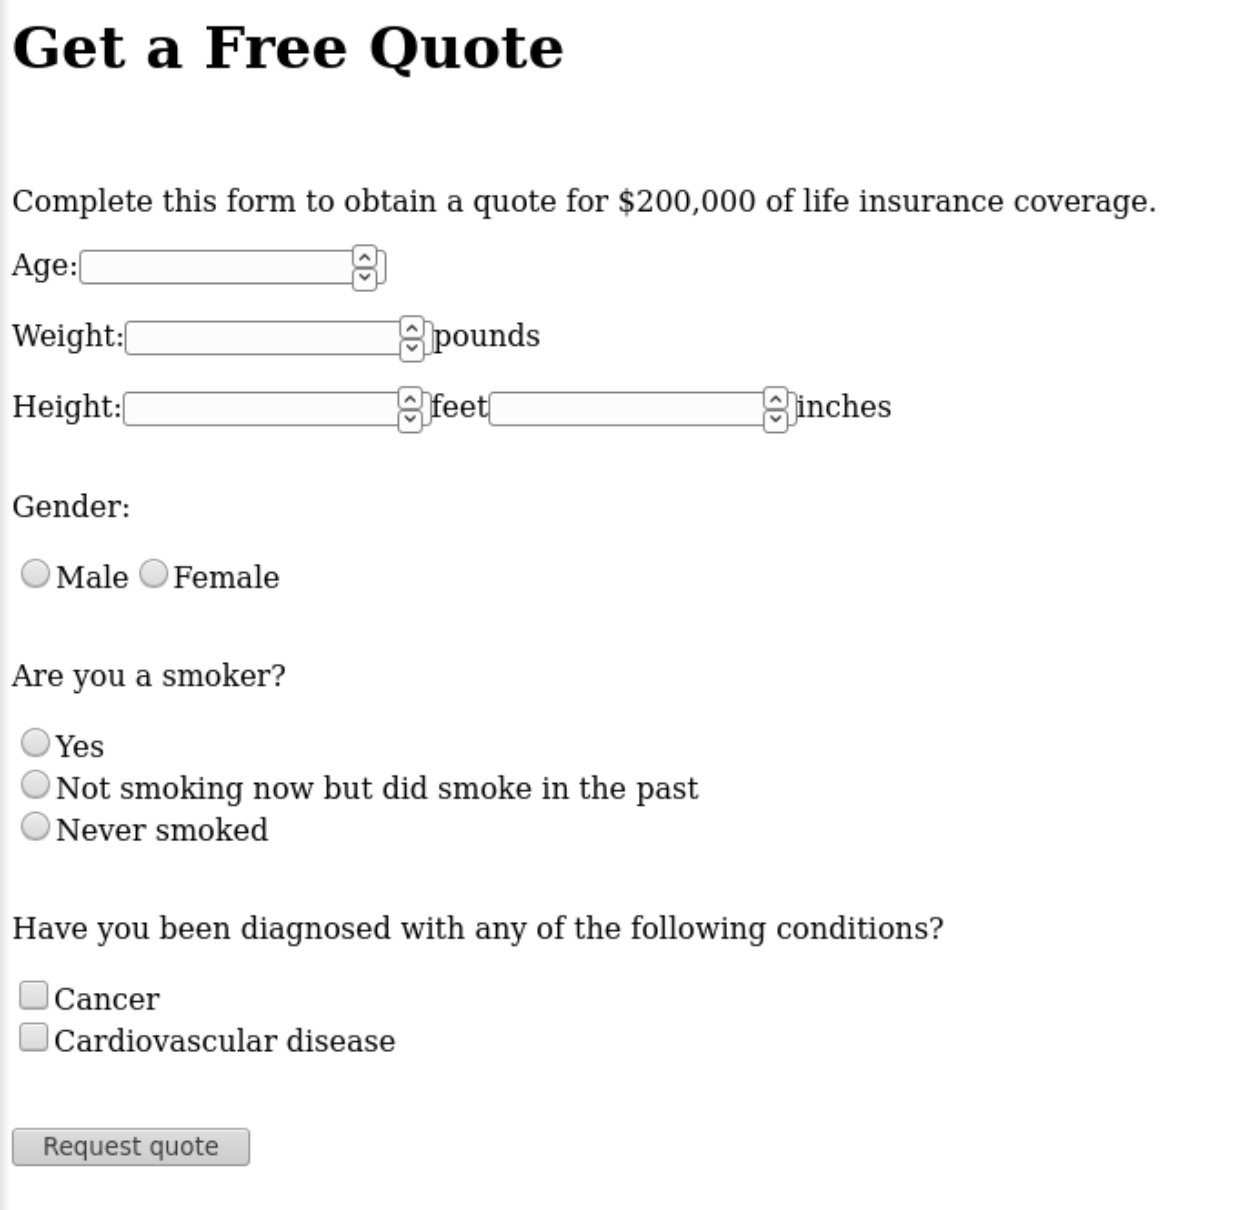 Get a Free Quote
Complete this form to obtain a quote for $200,000 of life insurance coverage.
Age:
Weight: pounds
Height: feet inches
Gender:
Male Female
Are you a smoker?
Yes
Not smoking now but did smoke in the past
Never smoked
Have you been diagnosed with any of the following conditions?
Cancer
Cardiovascular disease
Request quote